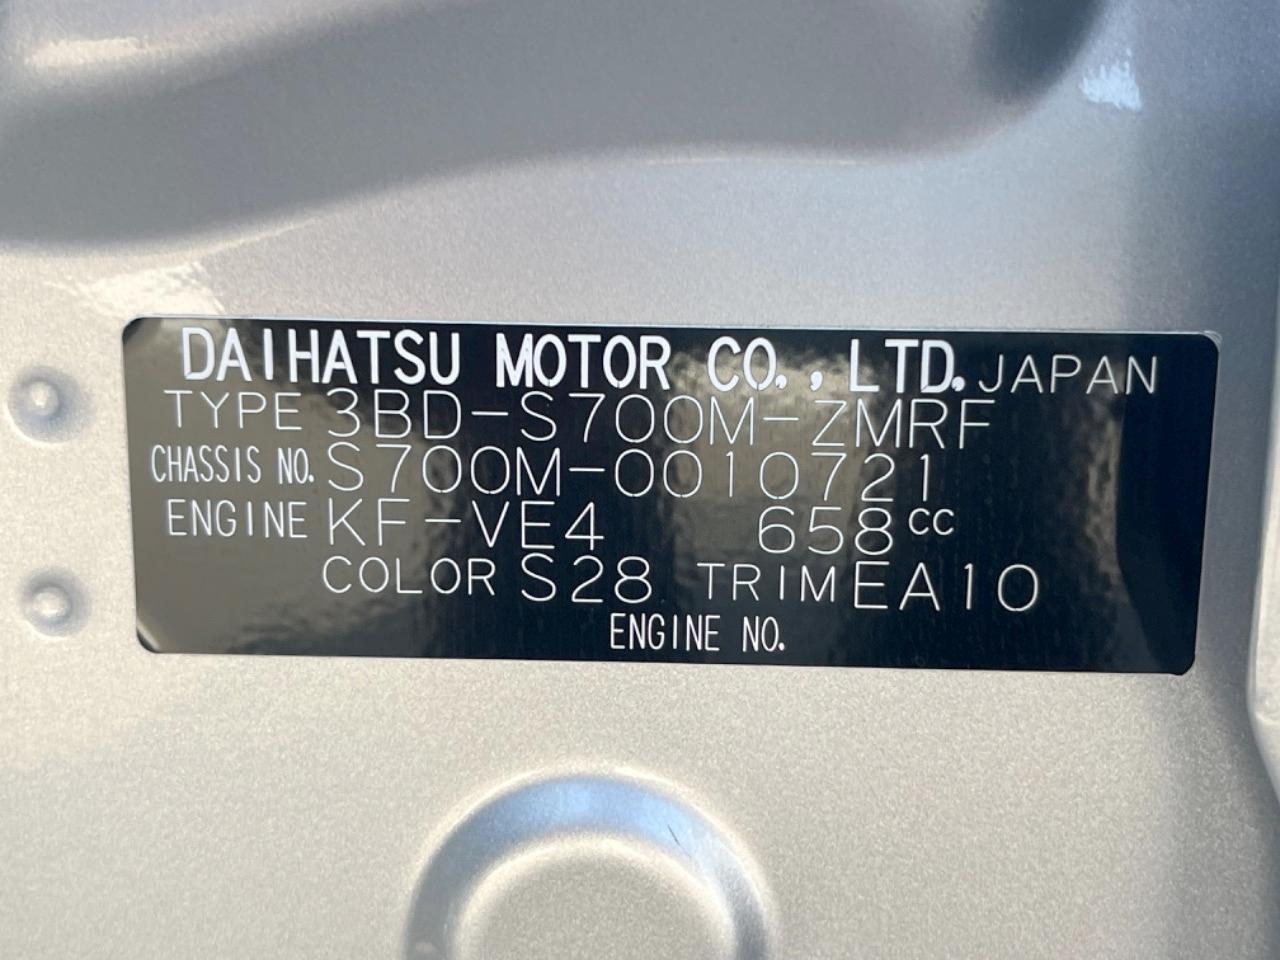 DAIHATSU MOTOR CO., LTD. JAPAN
TYPE 3BD-S700M-ZMRF
CHASSIS NO. S700M-0010721
ENGINE KF-VE4 658cc
COLOR S28 TRIM EA10
ENGINE NO.